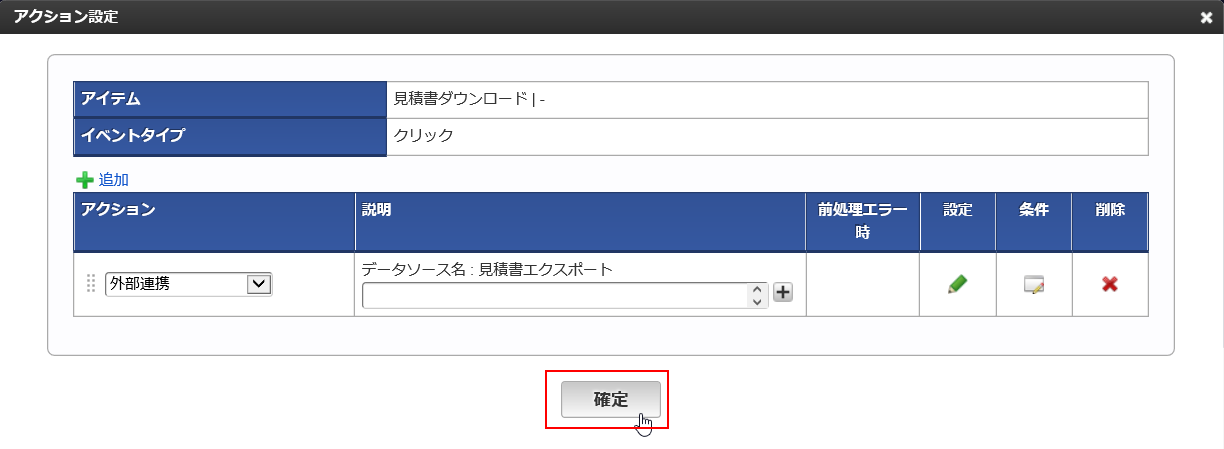 アクション設定
アイテム
見積書ダウンロード | -
イベントタイプ
クリック
追加
アクション
説明
前処理エラー
時
設定
条件
削除
外部連携
データソース名 : 見積書エクスポート
確定